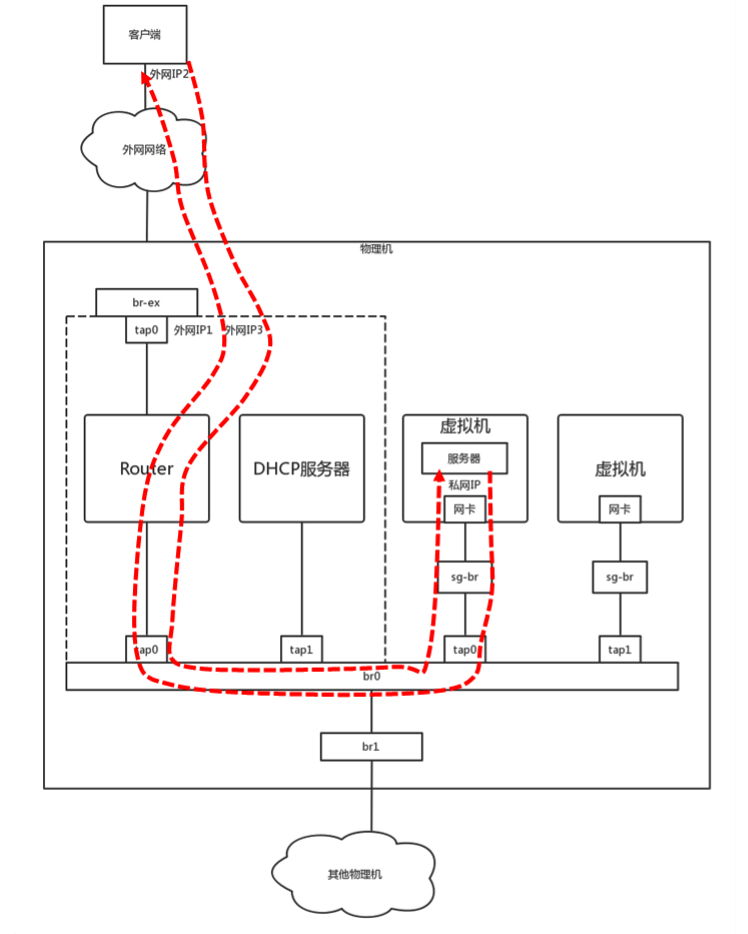 客户端
外网IP2
外网网络
物理机
br-ex
tap0 外网IP1 外网IP3
虚拟机
服务器
Router DHCP服务器 虚拟机
私网IP
网卡 网卡
sg-br sg-br
tap0 tap1 tap0 tap1
br0
br1
其他物理机